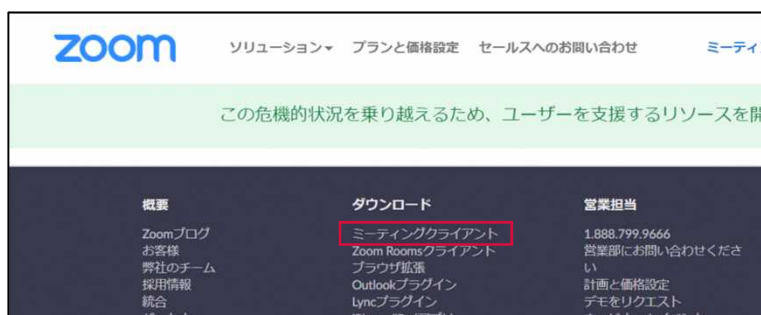 zoom
ソリューション▾ プランと価格設定 セールスへのお問い合わせ ミーティ
この危機的状況を乗り越えるため、ユーザーを支援するリソースを開
概要
Zoomブログ
お客様
弊社のチーム
採用情報
統合
ダウンロード
ミーティングクライアント
Zoom Roomsクライアント
ブラウザ拡張
Outlookプラグイン
Lyncプラグイン
営業担当
1.888.799.9666
営業部にお問い合わせくださ
い
計画と価格設定
デモをリクエスト